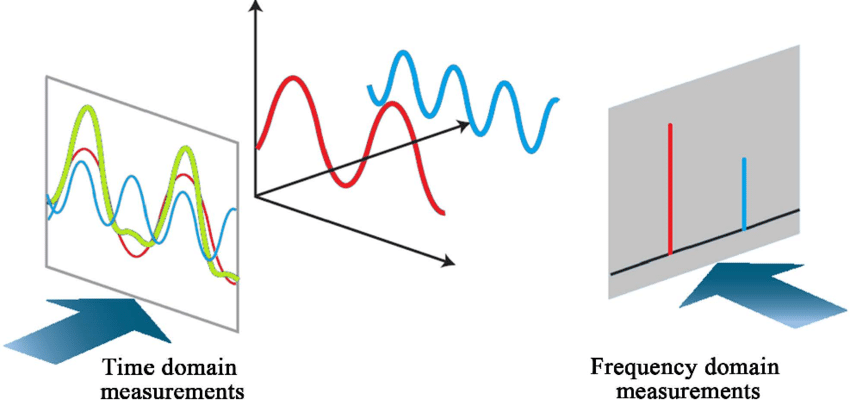 Time domain
measurements
Frequency domain
measurements